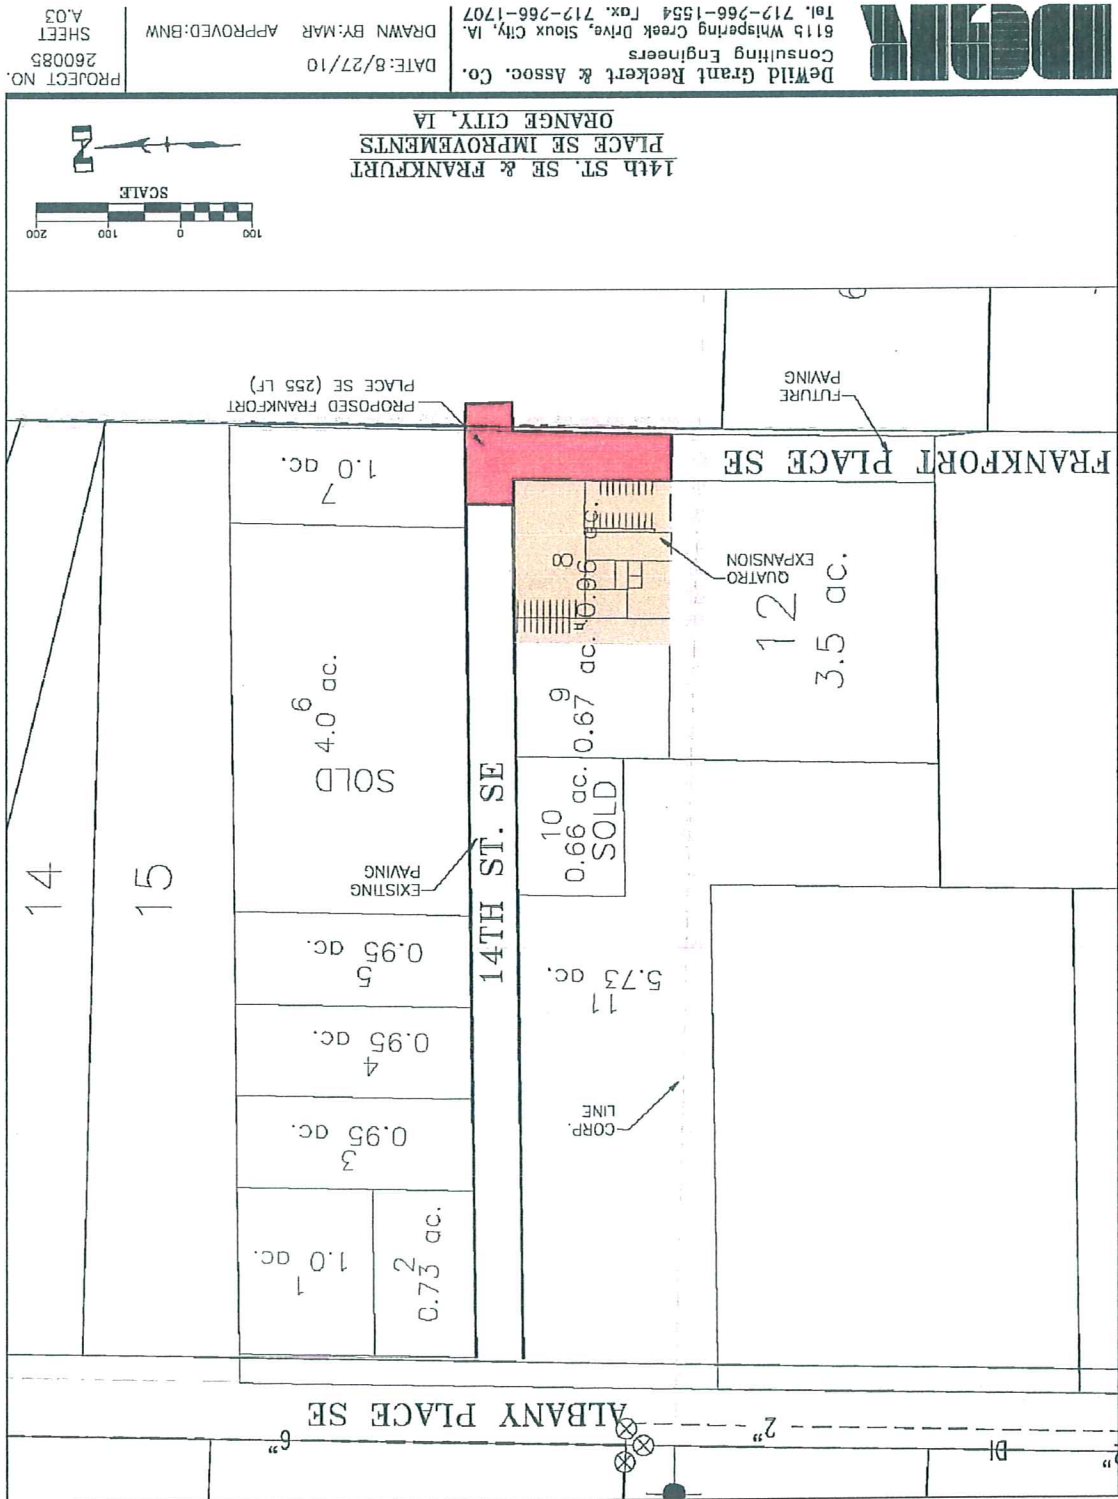 DI
2"
6"
ALBANY PLACE SE
1
1.0 ac.
2
0.73 ac.
3
0.95 ac.
4
0.95 ac.
5
0.95 ac.
CORP.
LINE
11
5.73 ac.
14TH ST. SE
EXISTING
PAVING
15
14
10
0.66 ac.
SOLD
SOLD
6
4.0 ac.
9
0.67 ac.
12
3.5 ac.
QUATRO
EXPANSION
8
0.96 ac.
7
1.0 ac.
FRANKFORT PLACE SE
FUTURE
PAVING
PROPOSED FRANKFORT
PLACE SE (255 LF)
9
100 0 100 200
SCALE
N
14th ST. SE & FRANKFURT
PLACE SE IMPROVEMENTS
ORANGE CITY, IA
DGR
DeWild Grant Reckert & Assoc. Co.
Consulting Engineers
6115 Whispering Creek Drive, Sioux City, IA.
Tel. 712-266-1554 Fax. 712-266-1707
DATE:8/27/10
DRAWN BY:MAR APPROVED:BNW
PROJECT NO.
260085
SHEET
A.03